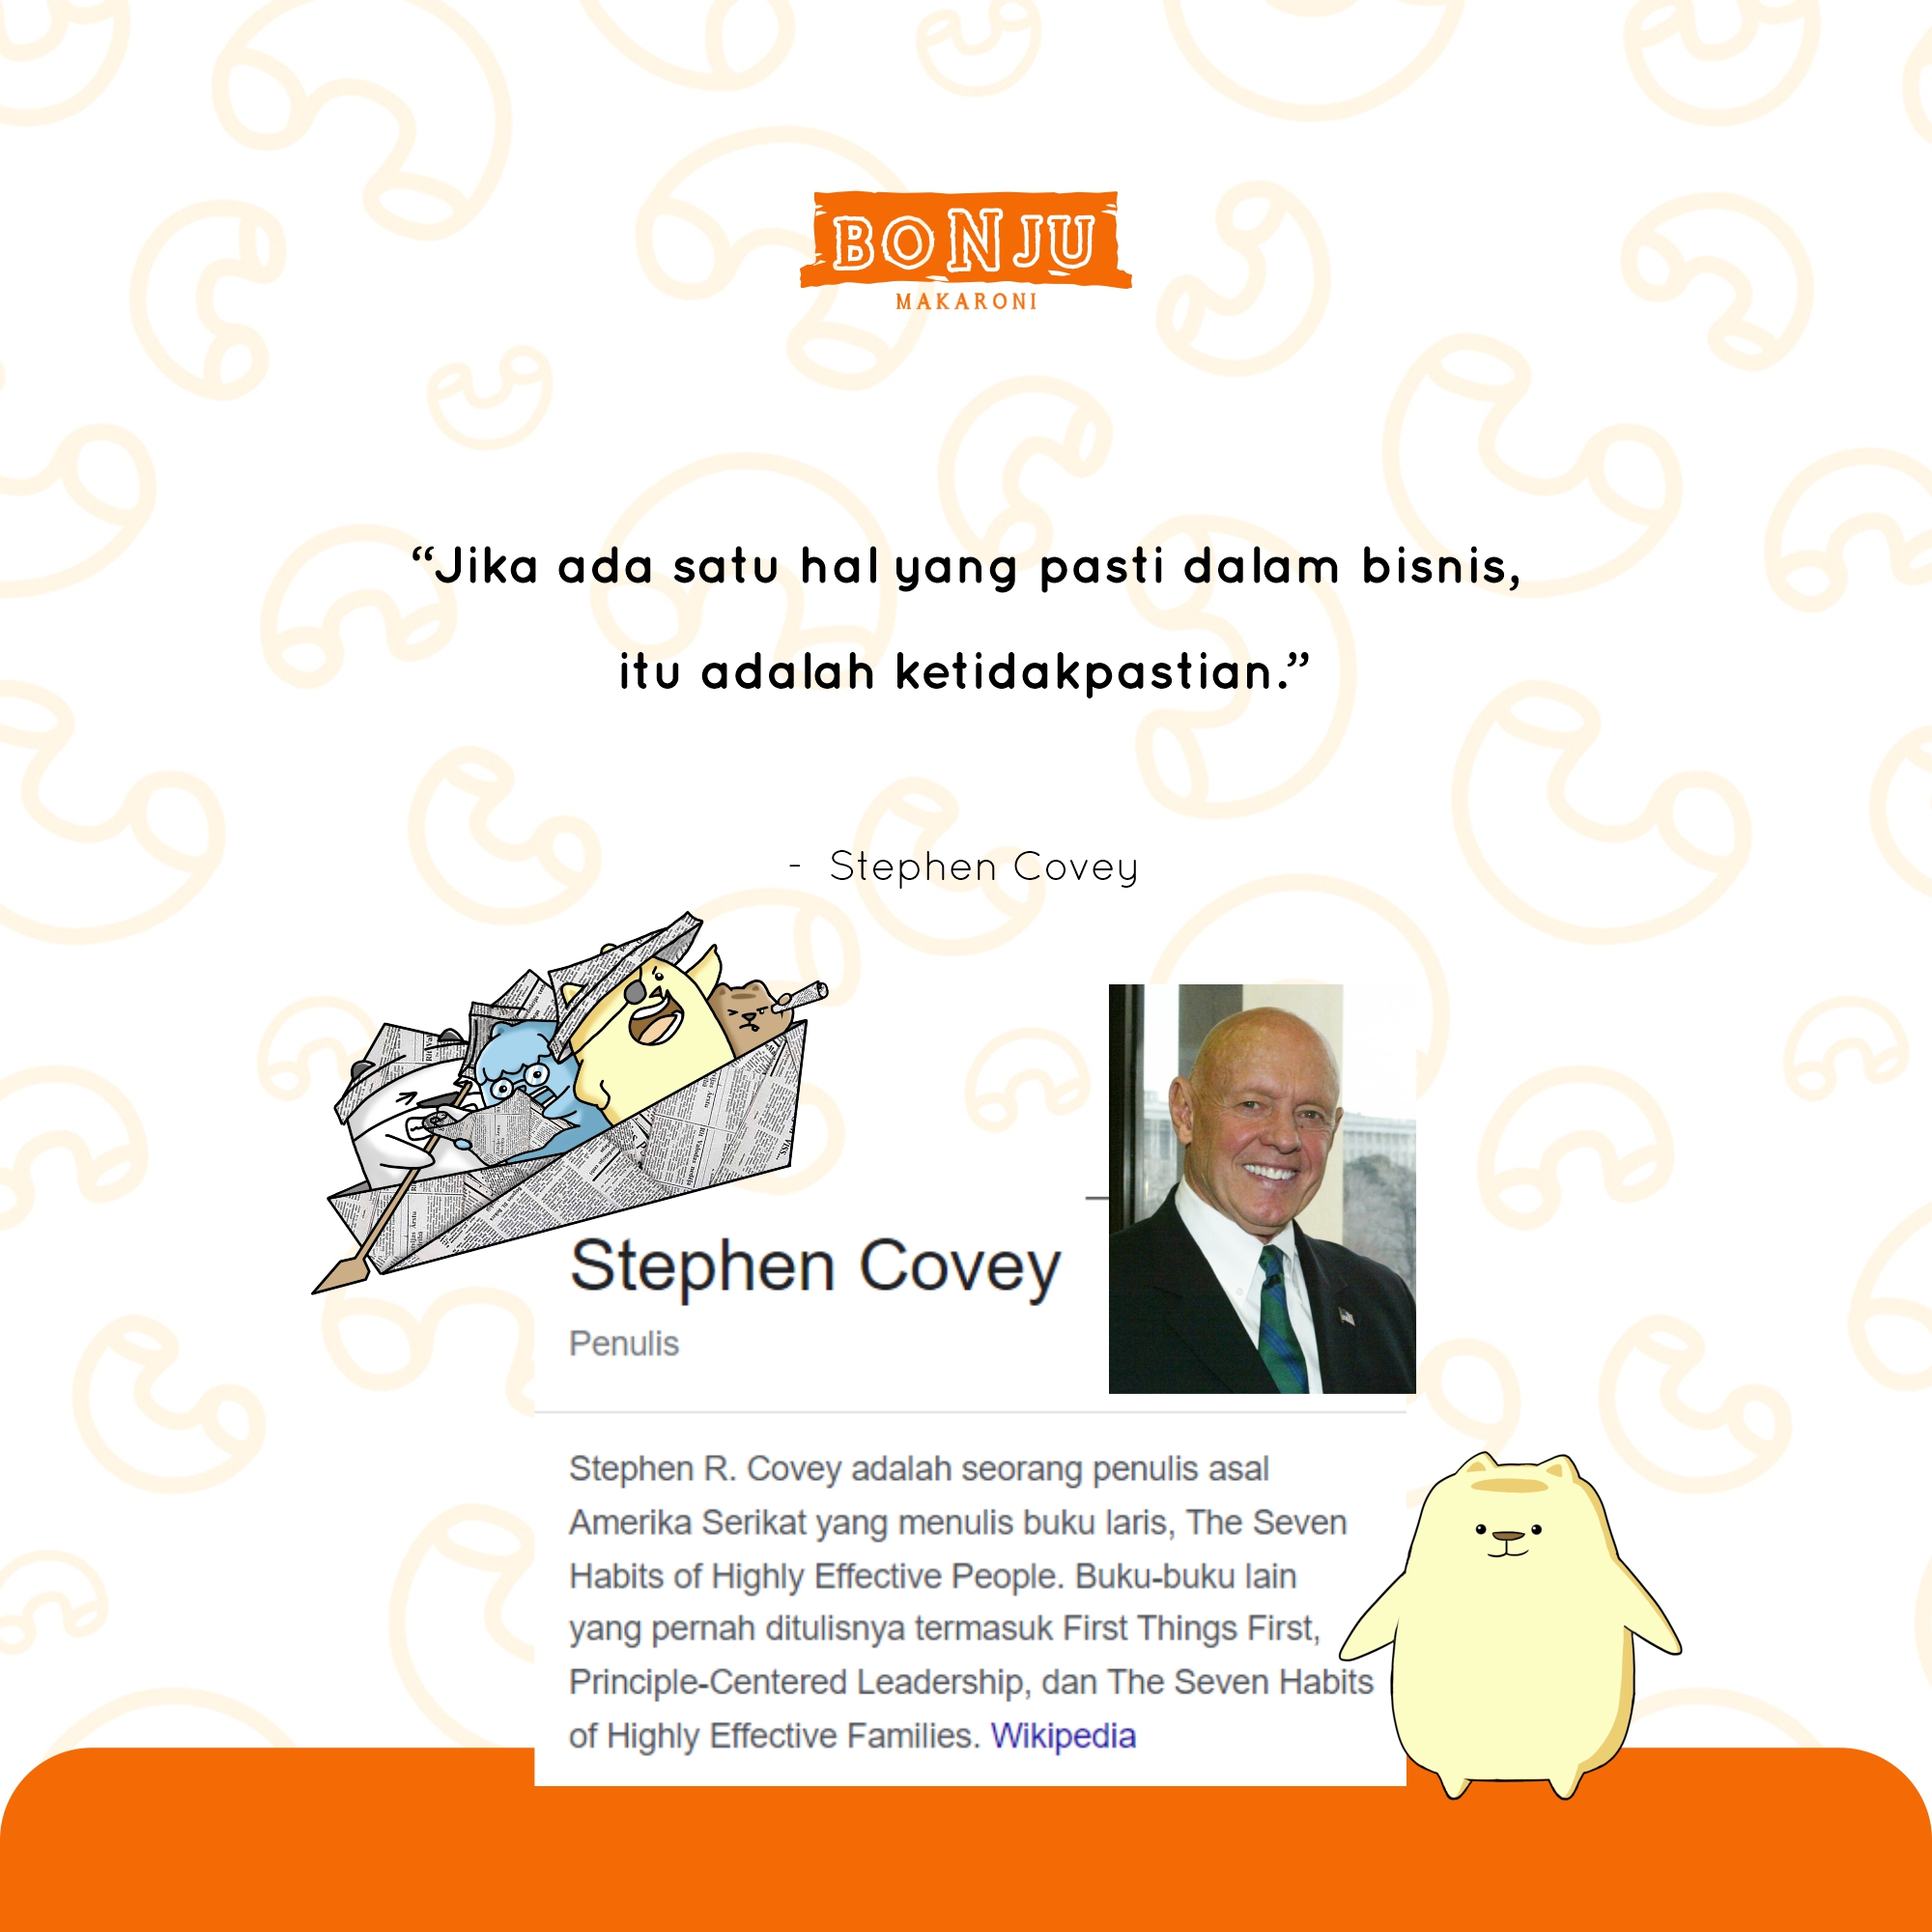 BONJU
MAKARONI
“Jika ada satu hal yang pasti dalam bisnis,
itu adalah ketidakpastian.”
- Stephen Covey
Stephen Covey
Penulis
Stephen R. Covey adalah seorang penulis asal
Amerika Serikat yang menulis buku laris, The Seven
Habits of Highly Effective People. Buku-buku lain
yang pernah ditulisnya termasuk First Things First,
Principle-Centered Leadership, dan The Seven Habits
of Highly Effective Families. Wikipedia